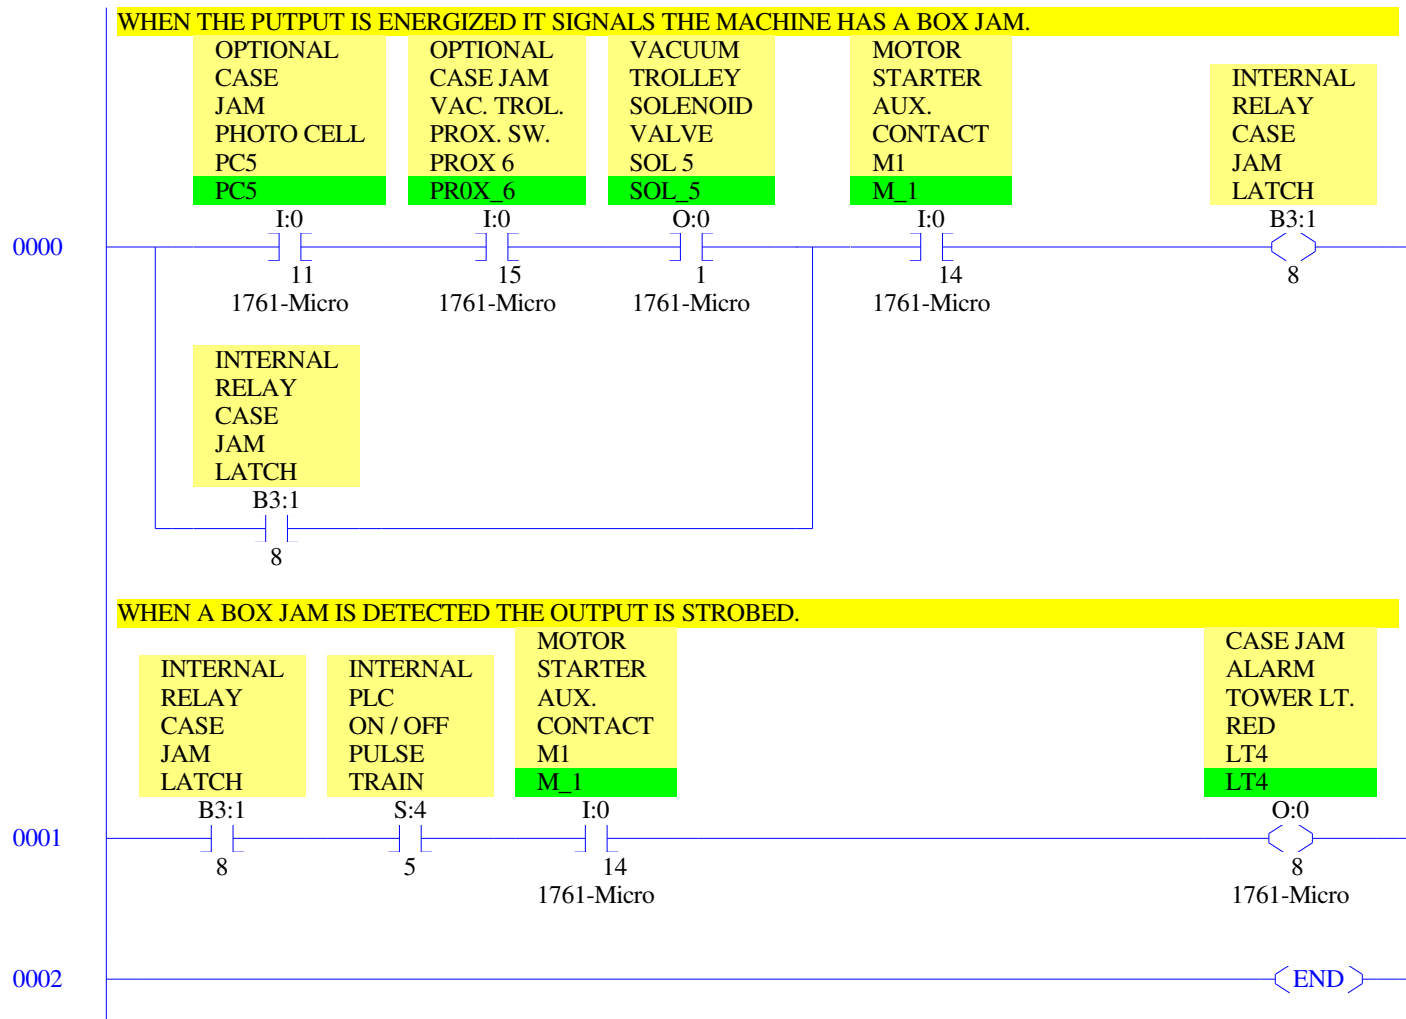 WHEN THE PUTPUT IS ENERGIZED IT SIGNALS THE MACHINE HAS A BOX JAM.
OPTIONAL
CASE
JAM
PHOTO CELL
PC5
PC5
I:0
11
1761-Micro
OPTIONAL
CASE JAM
VAC. TROL.
PROX. SW.
PROX 6
PR0X_6
I:0
15
1761-Micro
VACUUM
TROLLEY
SOLENOID
VALVE
SOL 5
SOL_5
O:0
1
1761-Micro
MOTOR
STARTER
AUX.
CONTACT
M1
M_1
I:0
14
1761-Micro
INTERNAL
RELAY
CASE
JAM
LATCH
B3:1
8
0000
INTERNAL
RELAY
CASE
JAM
LATCH
B3:1
8
WHEN A BOX JAM IS DETECTED THE OUTPUT IS STROBED.
INTERNAL
RELAY
CASE
JAM
LATCH
B3:1
8
INTERNAL
PLC
ON / OFF
PULSE
TRAIN
S:4
5
MOTOR
STARTER
AUX.
CONTACT
M1
M_1
I:0
14
1761-Micro
CASE JAM
ALARM
TOWER LT.
RED
LT4
LT4
O:0
8
1761-Micro
0001
0002
END